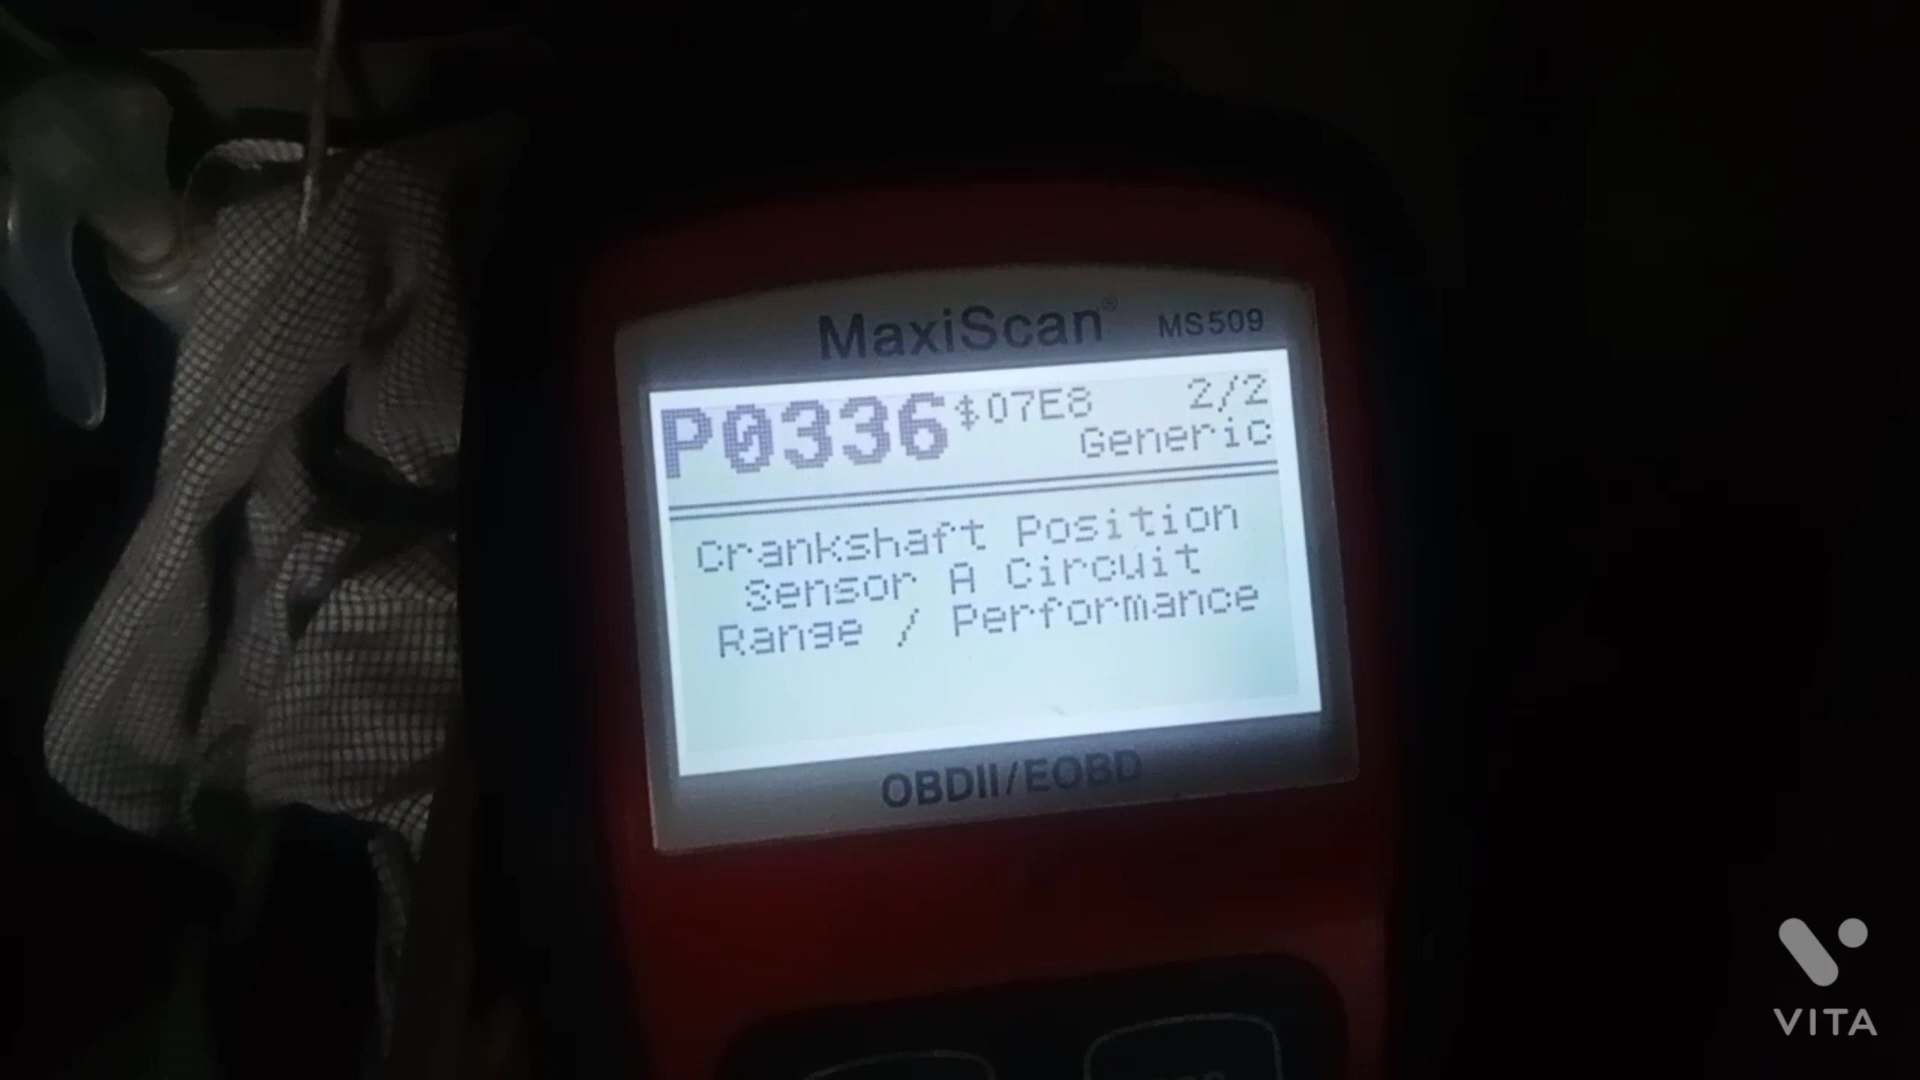 MaxiScan® MS509
P0336 $07E8 2/2
Generic
Crankshaft Position
Sensor A Circuit
Range / Performance
OBDII/EOBD
VITA